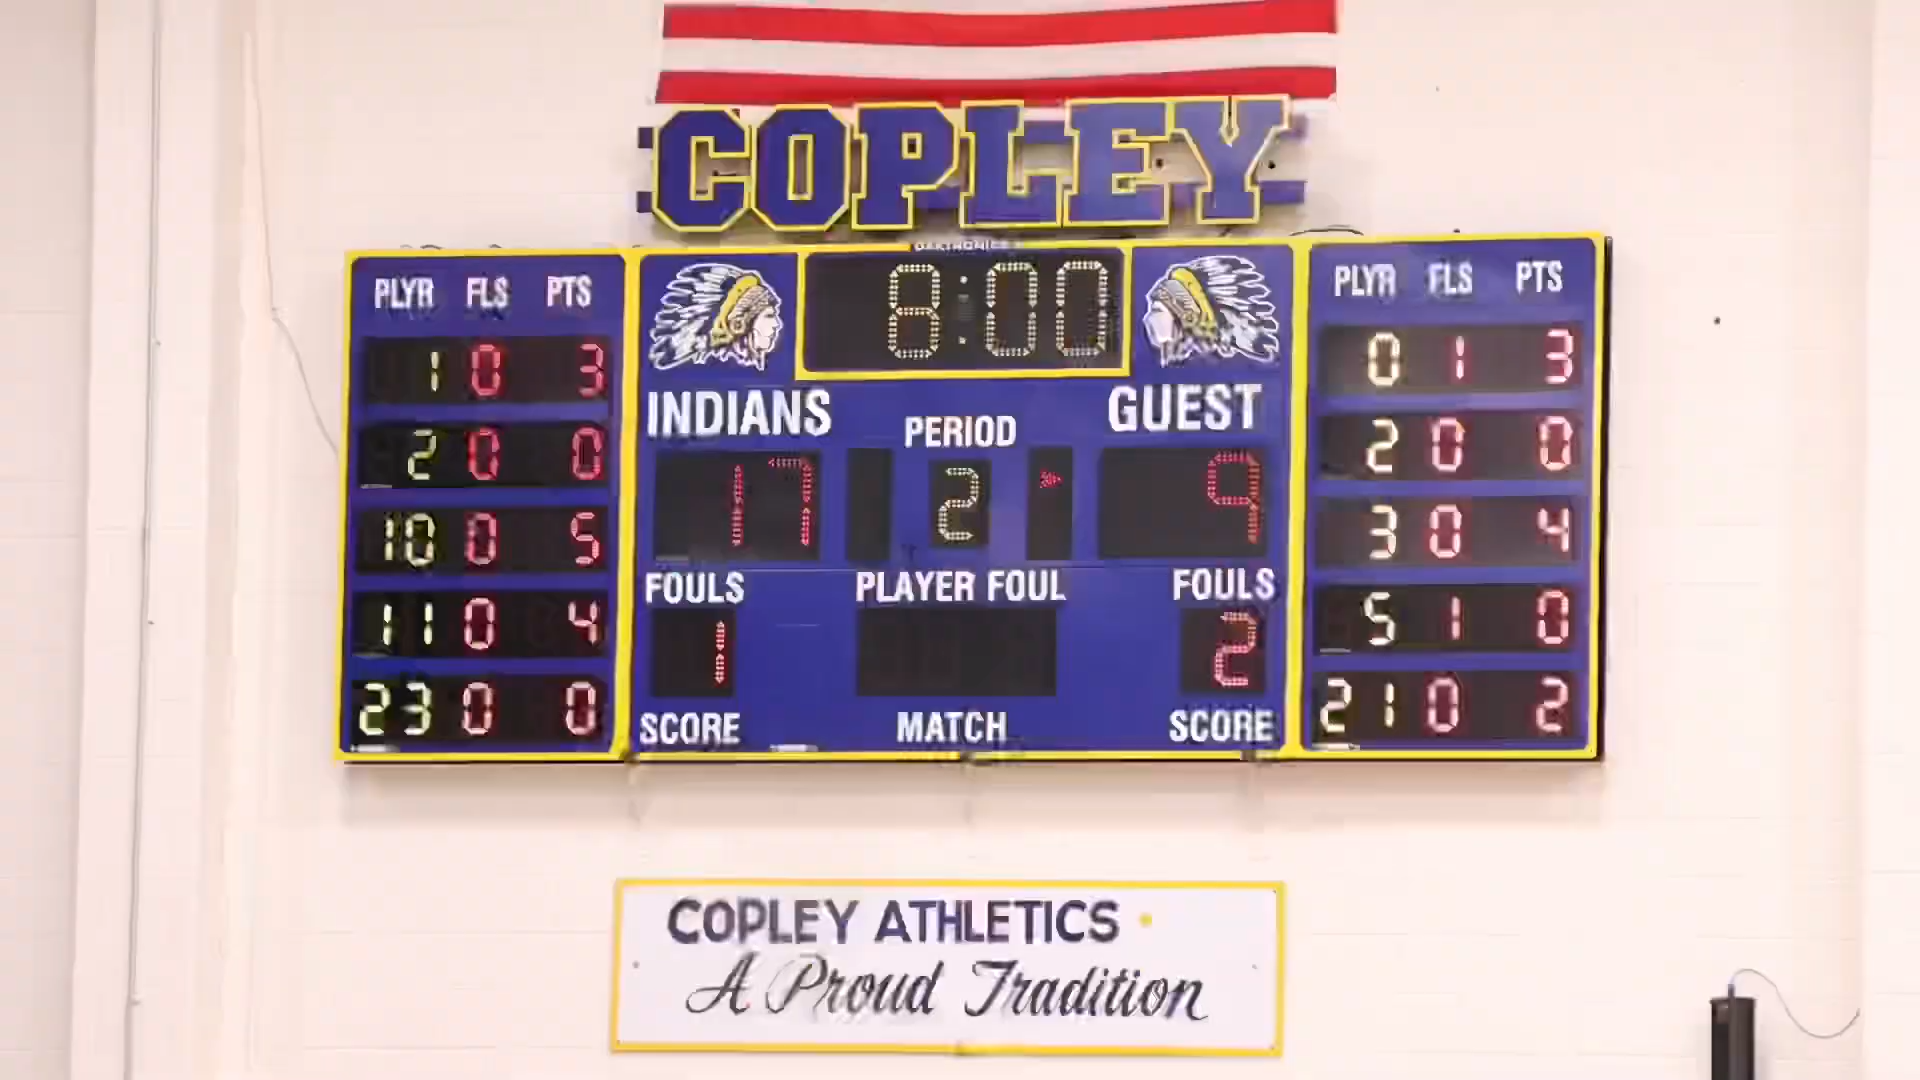 COPLEY
DAKTRONICS
8:00
PLYR FLS PTS
1 0 3
2 0 0
10 0 5
11 0 4
23 0 0
INDIANS
17
PERIOD
2
GUEST
9
FOULS
1
PLAYER FOUL
FOULS
2
SCORE
MATCH
SCORE
PLYR FLS PTS
0 1 3
2 0 0
3 0 4
5 1 0
21 0 2
COPLEY ATHLETICS
A Proud Tradition